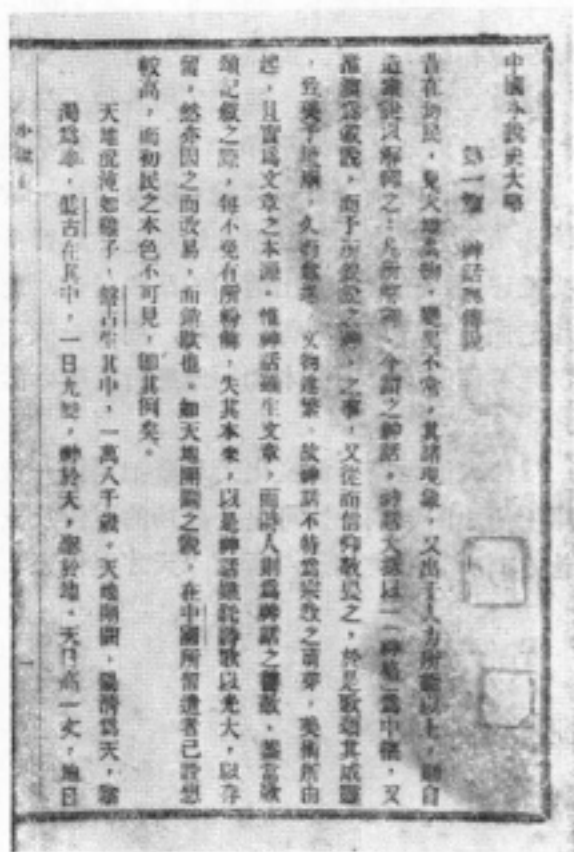 中國小說史大略
第一篇 神話與傳說
昔在初民，見天地萬物，變異不常，其諸現象，又出于人力所能以上，則自
造眾說以解釋之：凡所解釋，今謂之神話。神話大抵以一「神格」為中樞，又
推演為敘說，而于所敘說之神，之事，又從而信仰敬畏之，於是歌頌其威靈
，致美于壇廟，久而愈進，文物遂繁。故神話不特為宗教之萌芽，美術所由
起，且實為文章之本源。惟神話雖生文章，而詩人則為神話之讐敵，蓋當歌
頌記敘之際，每不免有所粉飾，失其本來，以是神話雖託詩歌以光大，以存
留，然亦因之而改易，而銷歇也。如天地開闢之說，在中國所留遺者已設想
較高，而初民之本色不可見，即其例矣。
天地混沌如雞子，盤古生其中，一萬八千歲。天地開闢，陽清為天，陰
濁為地，盤古在其中，一日九變，神於天，聖於地。天日高一丈，地日
小說史
一